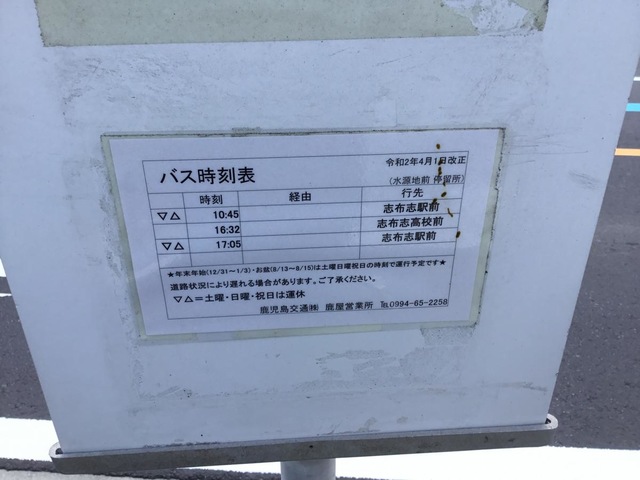 令和2年4月1日改正
バス時刻表
(水源地前 停留所)
時刻 経由 行先
▽△ 10:45 志布志駅前
16:32 志布志高校前
▽△ 17:05 志布志駅前
★年末年始(12/31~1/3)・お盆(8/13~8/15)は土曜日曜祝日の時刻で運行予定です★
道路状況により遅れる場合があります。ご了承ください。
▽△=土曜・日曜・祝日は運休
鹿児島交通㈱ 鹿屋営業所 ℡0994-65-2258